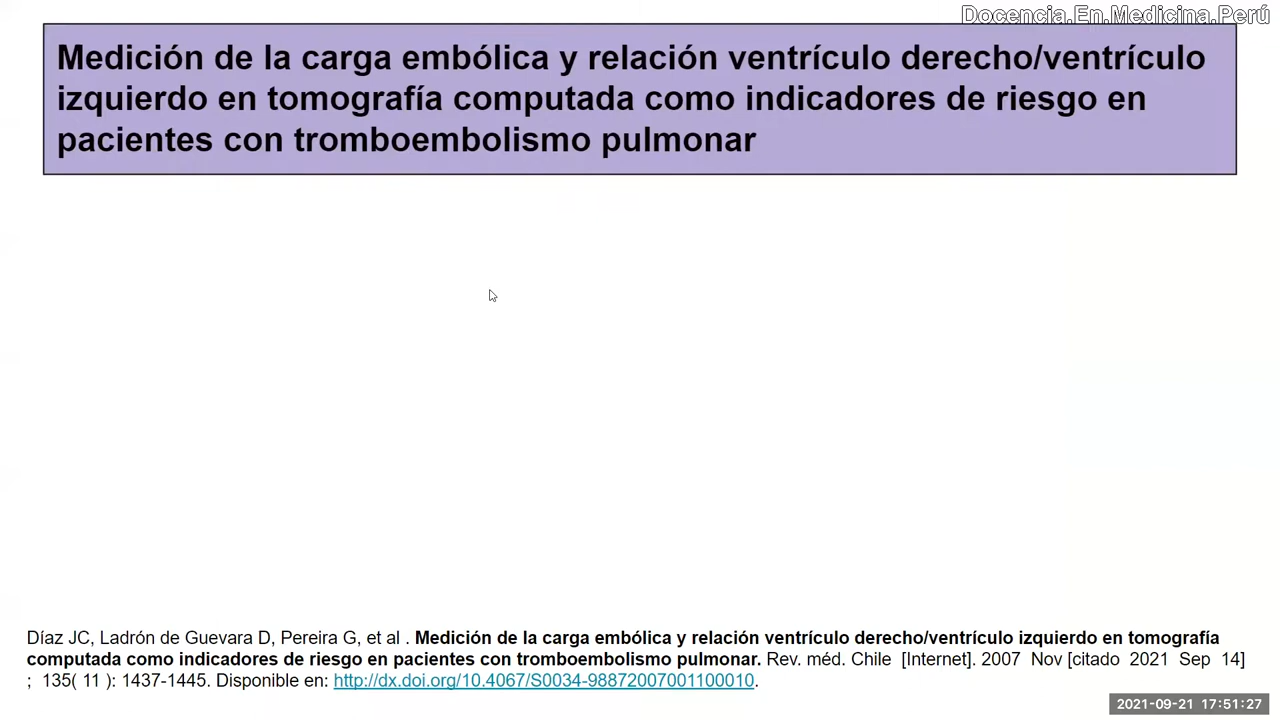 Docencia.En.Medicina.Perú
Medición de la carga embólica y relación ventrículo derecho/ventrículo
izquierdo en tomografía computada como indicadores de riesgo en
pacientes con tromboembolismo pulmonar
Díaz JC, Ladrón de Guevara D, Pereira G, et al . Medición de la carga embólica y relación ventrículo derecho/ventrículo izquierdo en tomografía
computada como indicadores de riesgo en pacientes con tromboembolismo pulmonar. Rev. méd. Chile [Internet]. 2007 Nov [citado 2021 Sep 14]
; 135( 11 ): 1437-1445. Disponible en: http://dx.doi.org/10.4067/S0034-98872007001100010.
2021-09-21 17:51:27